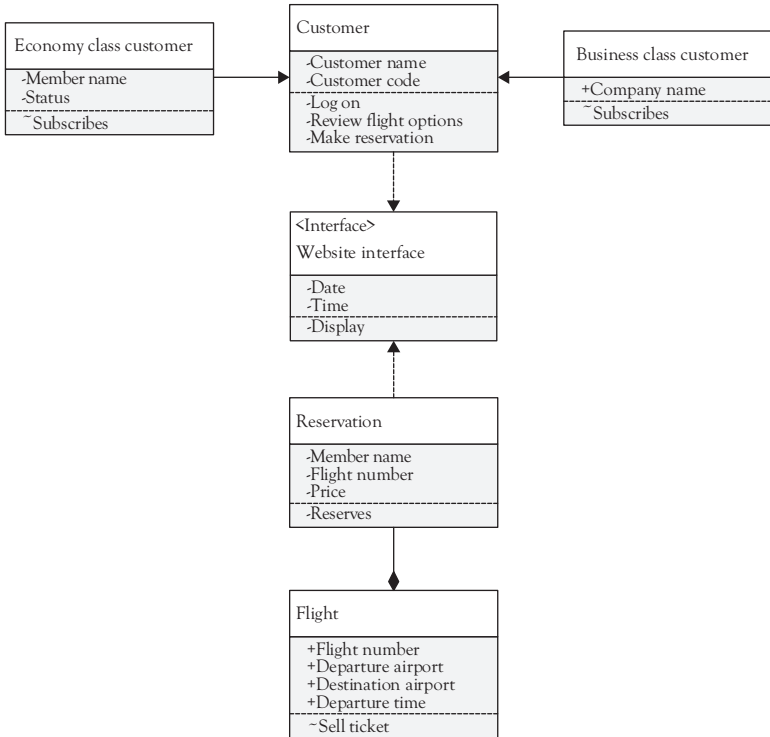 Economy class customer
-Member name
-Status
~Subscribes
Customer
-Customer name
-Customer code
-Log on
-Review flight options
-Make reservation
Business class customer
+Company name
~Subscribes
<Interface>
Website interface
-Date
-Time
-Display
Reservation
-Member name
-Flight number
-Price
-Reserves
Flight
+Flight number
+Departure airport
+Destination airport
+Departure time
~Sell ticket